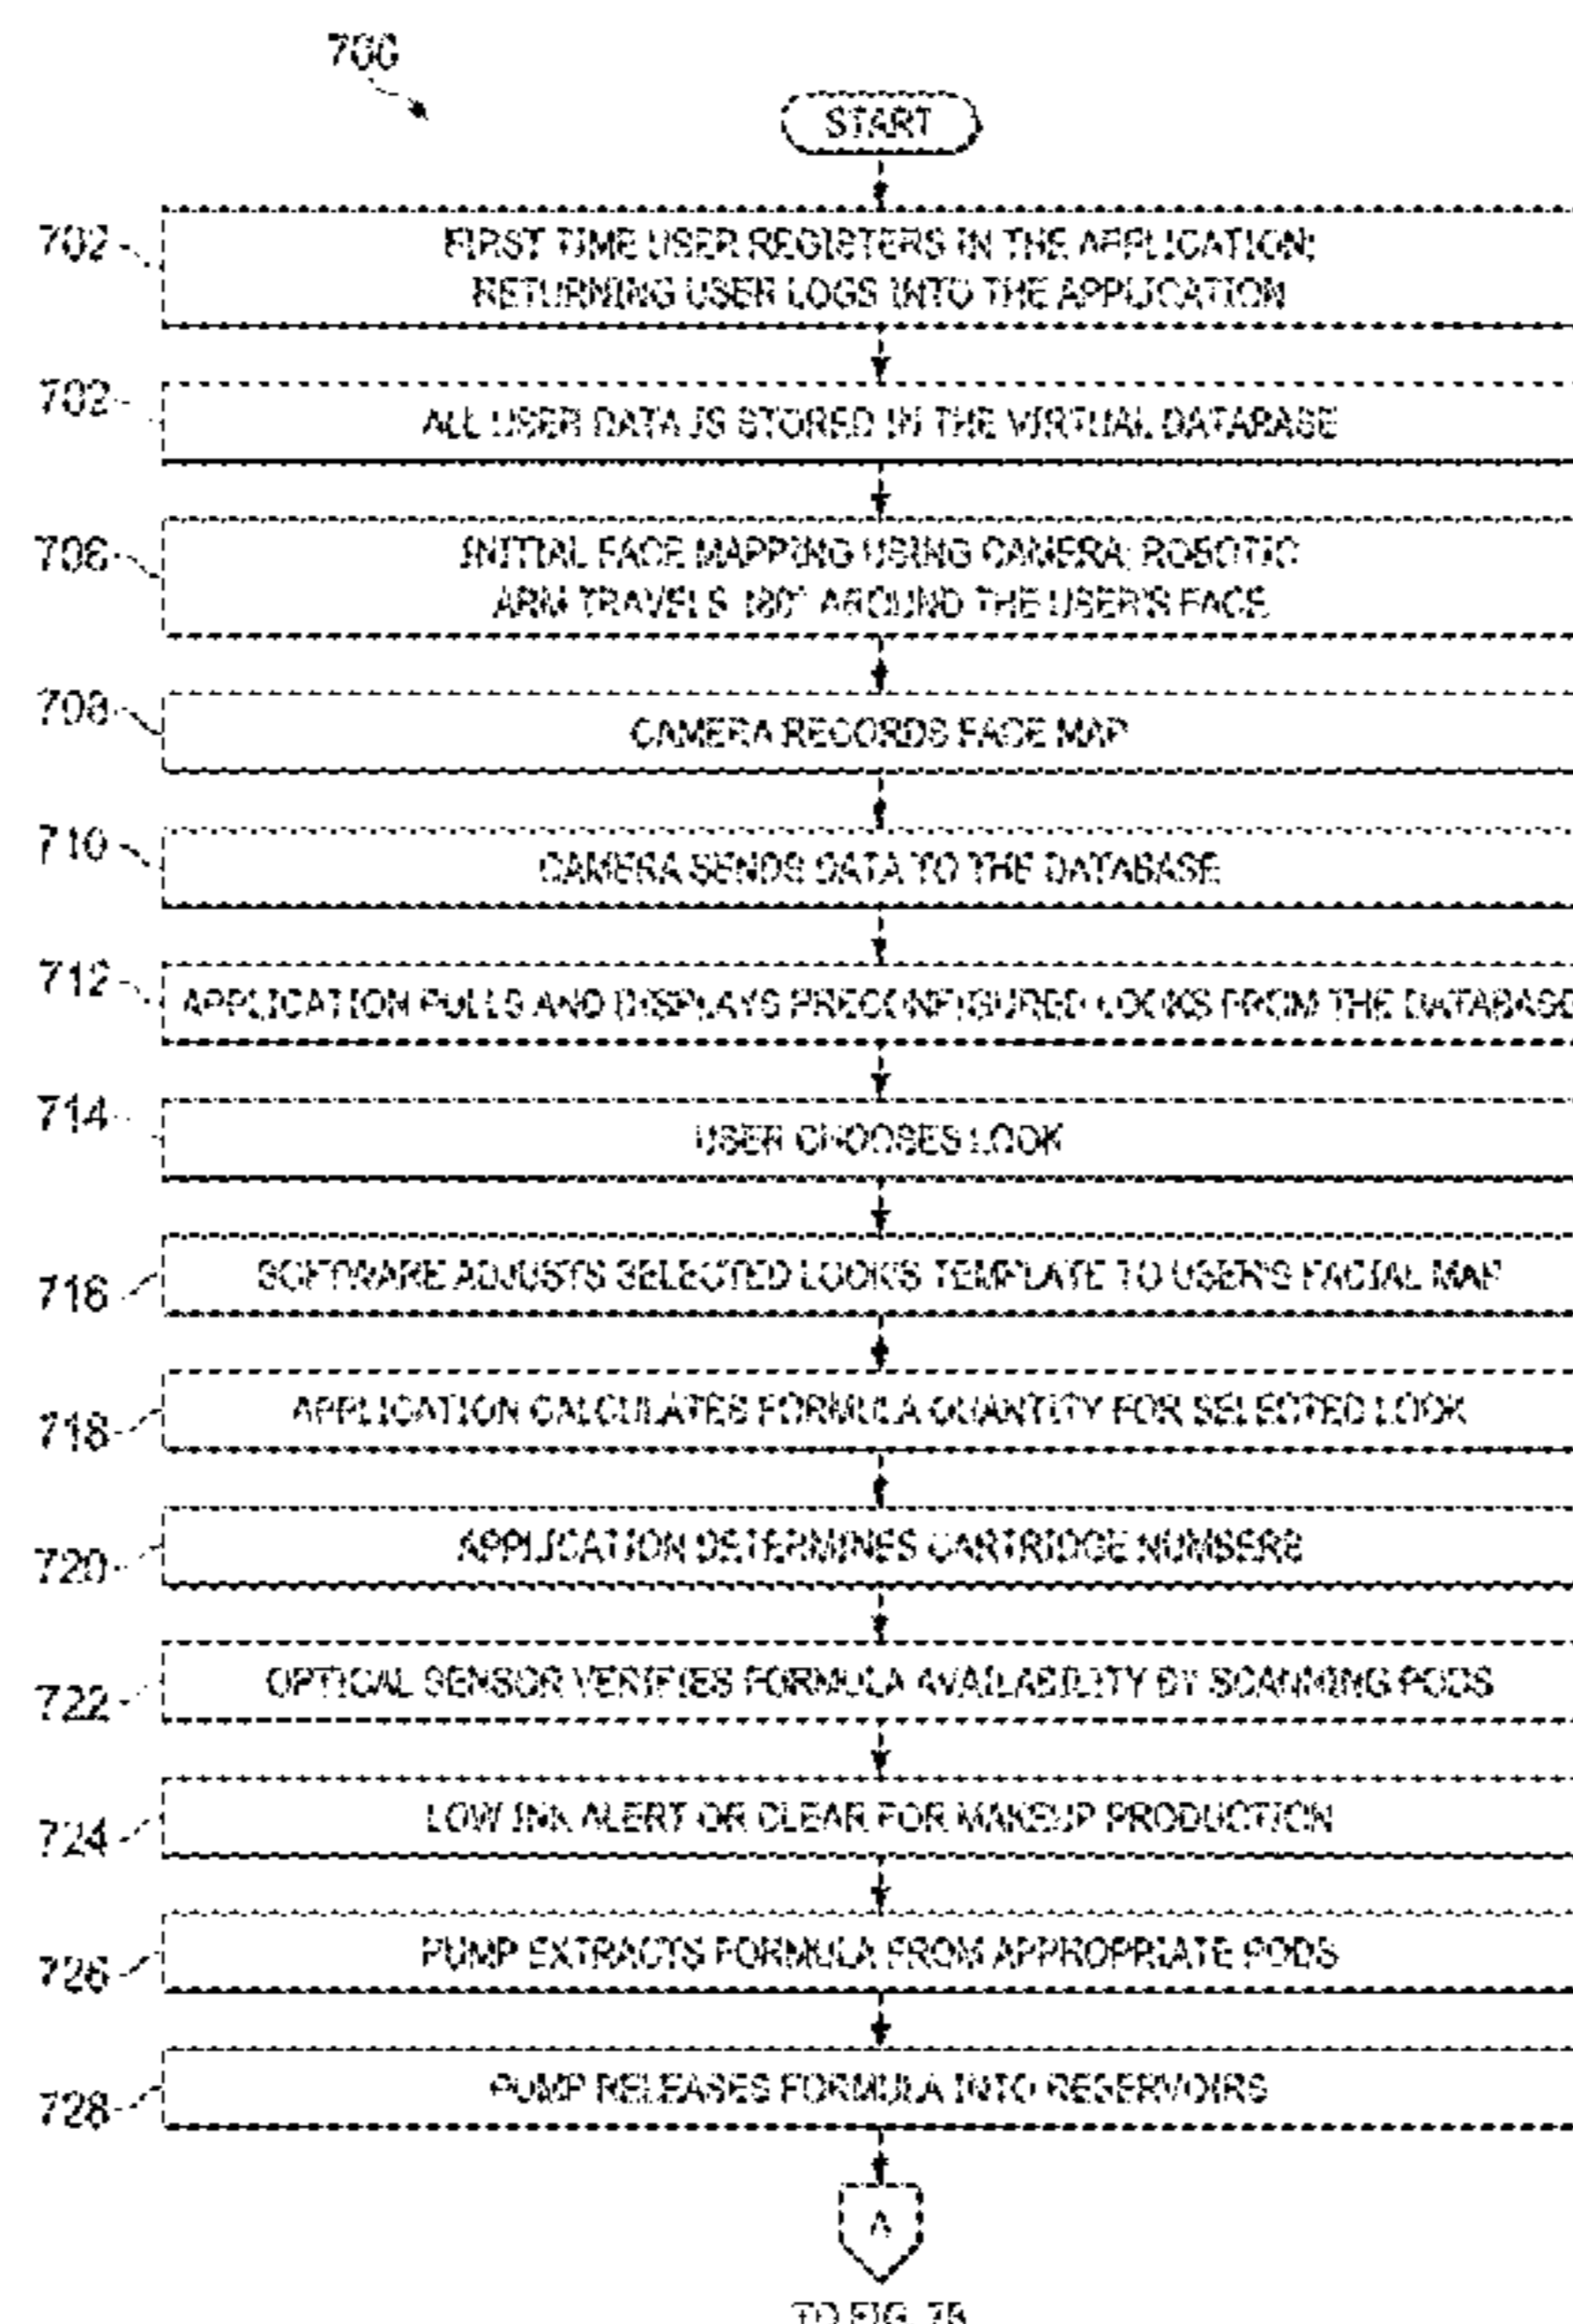 700
START
702
FIRST TIME USER REGISTERS IN THE APPLICATION;
RETURNING USER LOGS INTO THE APPLICATION
702
ALL USER DATA IS STORED IN THE VIRTUAL DATABASE
706
INITIAL FACE MAPPING USING CAMERA; ROBOTIC
ARM TRAVELS 180° AROUND THE USER'S FACE
708
CAMERA RECORDS FACE MAP
710
CAMERA SENDS DATA TO THE DATABASE
712
APPLICATION PULLS AND DISPLAYS PRECONFIGURED LOOKS FROM THE DATABASE
714
USER CHOOSES LOOK
716
SOFTWARE ADJUSTS SELECTED LOOK'S TEMPLATE TO USER'S FACIAL MAP
718
APPLICATION CALCULATES FORMULA QUANTITY FOR SELECTED LOOK
720
APPLICATION DETERMINES CARTRIDGE NUMBERS
722
OPTICAL SENSOR VERIFIES FORMULA AVAILABILITY BY SCANNING PODS
724
LOW INK ALERT OR CLEAR FOR MAKEUP PRODUCTION
726
PUMP EXTRACTS FORMULA FROM APPROPRIATE PODS
728
PUMP RELEASES FORMULA INTO RESERVOIRS
A
TO FIG. 7B